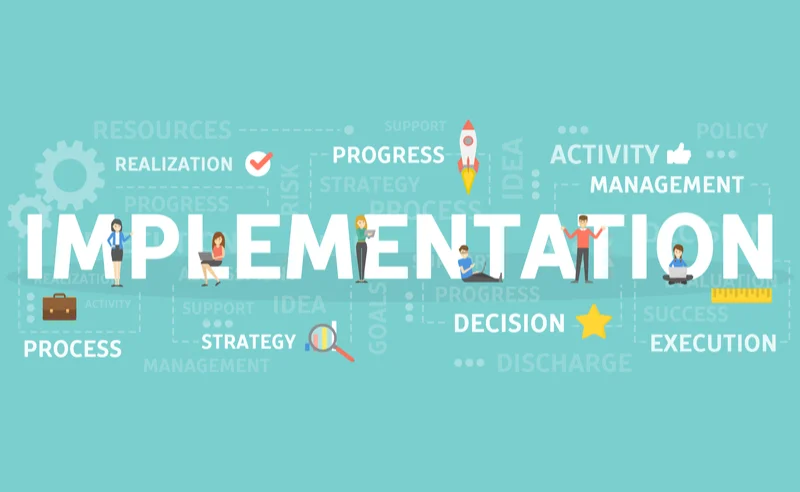 RESOURCES
SUPPORT
POLICY
REALIZATION
PROGRESS
ACTIVITY
IDEA
RISK
STRATEGY
MANAGEMENT
PROGRESS
PROCESS
IMPLEMENTATION
REALIZATION
ACTIVITY
SUPPORT
IDEA
GOALS
PROGRESS
SUCCESS
PROCESS
STRATEGY
DECISION
EXECUTION
MANAGEMENT
DISCHARGE